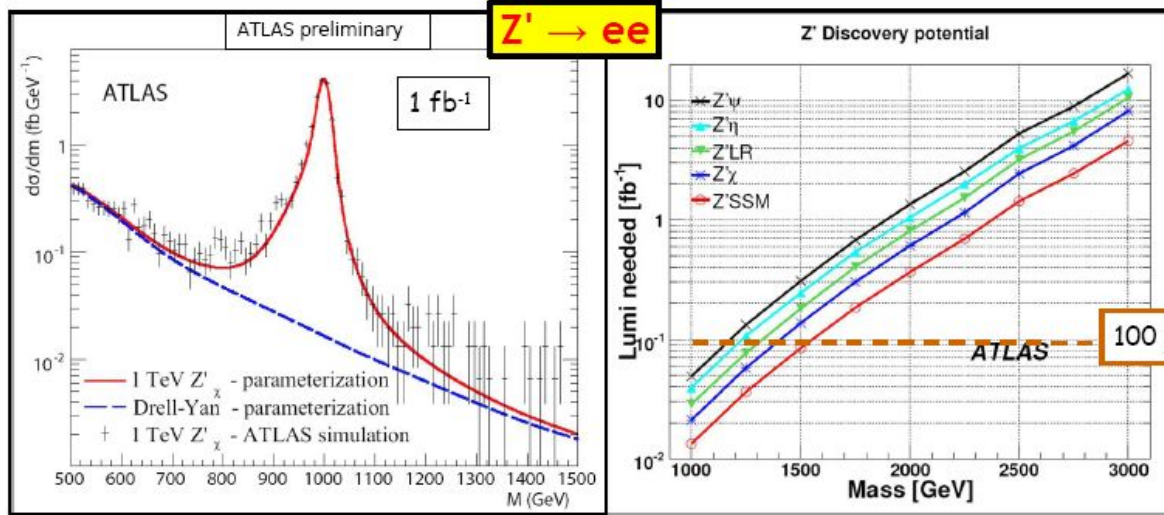 ATLAS preliminary
Z' → ee
ATLAS
1 fb⁻¹
dσ/dm (fb GeV⁻¹)
1
10⁻¹
10⁻²
1 TeV Z'χ - parameterization
Drell-Yan - parameterization
1 TeV Z'χ - ATLAS simulation
500 600 700 800 900 1000 1100 1200 1300 1400 1500
M (GeV)
Z' Discovery potential
Lumi needed [fb⁻¹]
10
1
10⁻¹
10⁻²
Z'ψ
Z'η
Z'LR
Z'χ
Z'SSM
ATLAS
100
1000 1500 2000 2500 3000
Mass [GeV]